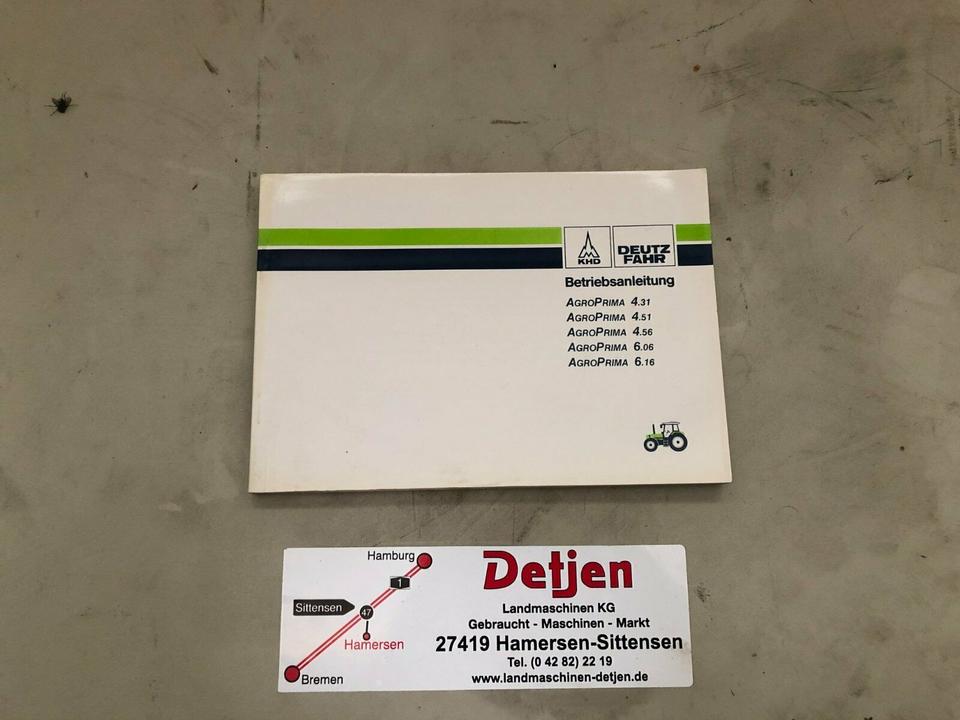 KHD
DEUTZ
FAHR
Betriebsanleitung
AGROPRIMA 4.31
AGROPRIMA 4.51
AGROPRIMA 4.56
AGROPRIMA 6.06
AGROPRIMA 6.16
Hamburg
1
Sittensen
47
Hamersen
Bremen
Detjen
Landmaschinen KG
Gebraucht - Maschinen - Markt
27419 Hamersen-Sittensen
Tel. (0 42 82) 22 19
www.landmaschinen-detjen.de